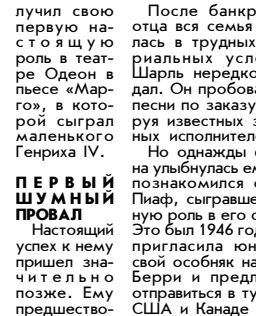 лучил свою
первую на-
стоящую
роль в теат-
ре Одеон в
пьесе «Мар-
го», в кото-
рой сыграл
маленького
Генриха IV.
ПЕРВЫЙ
ШУМНЫЙ
ПРОВАЛ
Настоящий
успех к нему
пришел зна-
чительно
позже. Ему
предшество-
После банкр
отца вся семья
лась в трудных
риальных усл
Шарль нередко
дал. Он пробова
песни по заказу
руя известных з
ных исполнител
Но однажды
на улыбнулась ем
познакомился
Пиаф, сыгравше
ную роль в его
Это был 1946 год
пригласила юн
свой особняк на
Берри и предл
отправиться в ту
США и Канаде